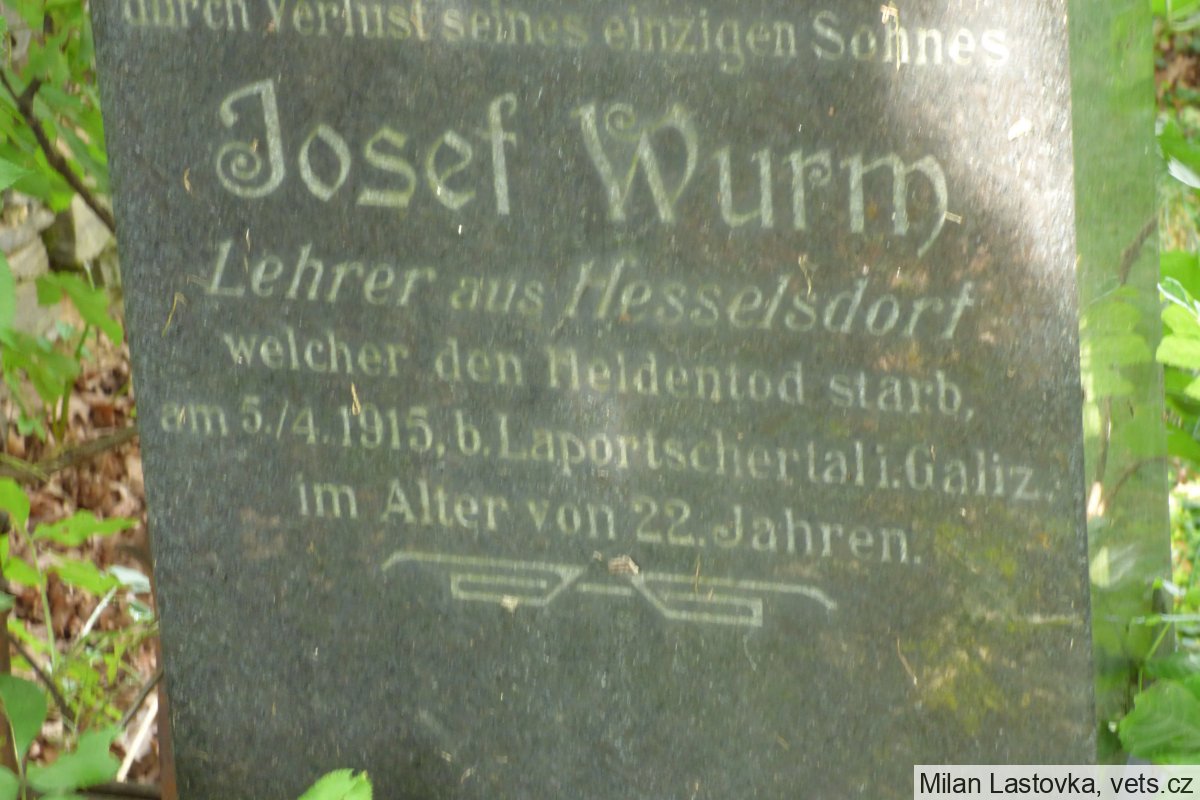 durch Verlust seines einzigen Sohnes
Josef Wurm
Lehrer aus Hesselsdorf
welcher den Heldentod starb,
am 5./4.1915, b. Laportschertal i. Galiz.
im Alter von 22. Jahren.
Milan Lastovka, vets.cz